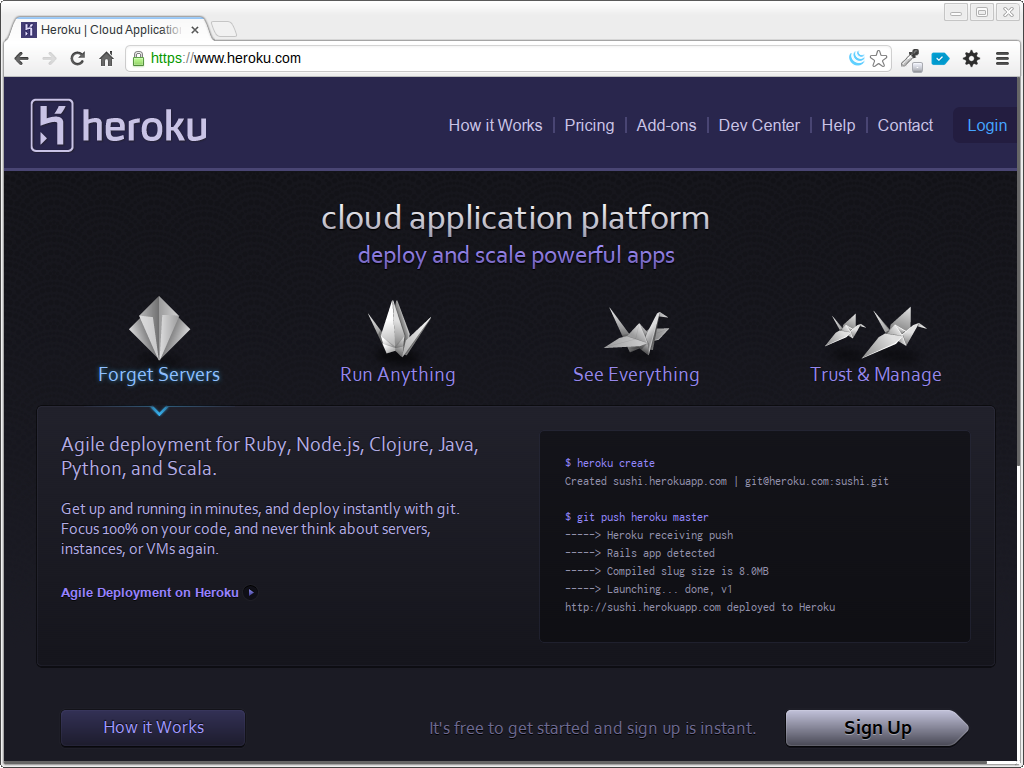 Heroku | Cloud Applicatio
https://www.heroku.com
heroku
How it Works | Pricing | Add-ons | Dev Center | Help | Contact Login
cloud application platform
deploy and scale powerful apps
Forget Servers Run Anything See Everything Trust & Manage
Agile deployment for Ruby, Node.js, Clojure, Java,
Python, and Scala.
Get up and running in minutes, and deploy instantly with git.
Focus 100% on your code, and never think about servers,
instances, or VMs again.
Agile Deployment on Heroku
$ heroku create
Created sushi.herokuapp.com | git@heroku.com:sushi.git
$ git push heroku master
-----> Heroku receiving push
-----> Rails app detected
-----> Compiled slug size is 8.0MB
-----> Launching... done, v1
http://sushi.herokuapp.com deployed to Heroku
How it Works
It's free to get started and sign up is instant.
Sign Up